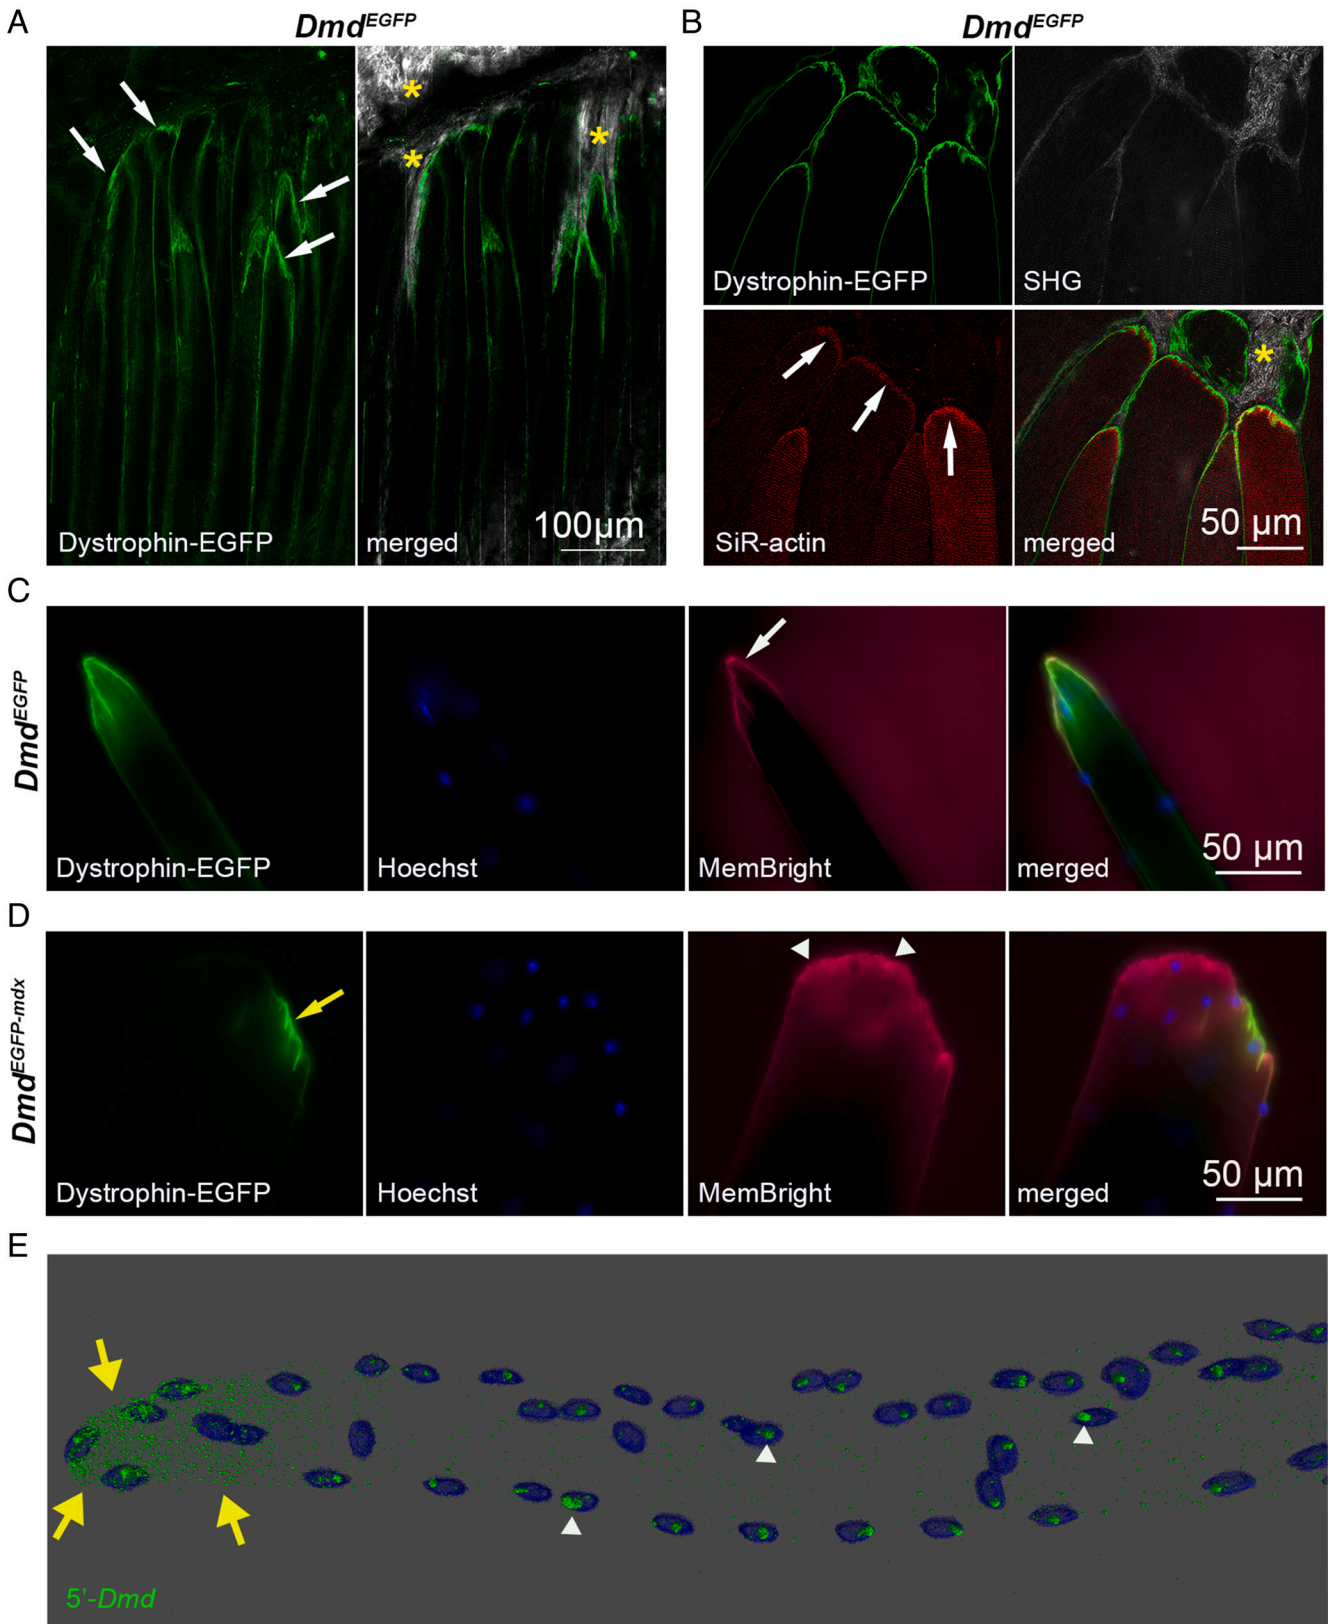 A
Dmd^EGFP
Dystrophin-EGFP
merged
100μm
B
Dmd^EGFP
Dystrophin-EGFP
SHG
SiR-actin
merged
50 μm
C
Dmd^EGFP
Dystrophin-EGFP
Hoechst
MemBright
merged
50 μm
D
Dmd^EGFP-mdx
Dystrophin-EGFP
Hoechst
MemBright
merged
50 μm
E
5'-Dmd